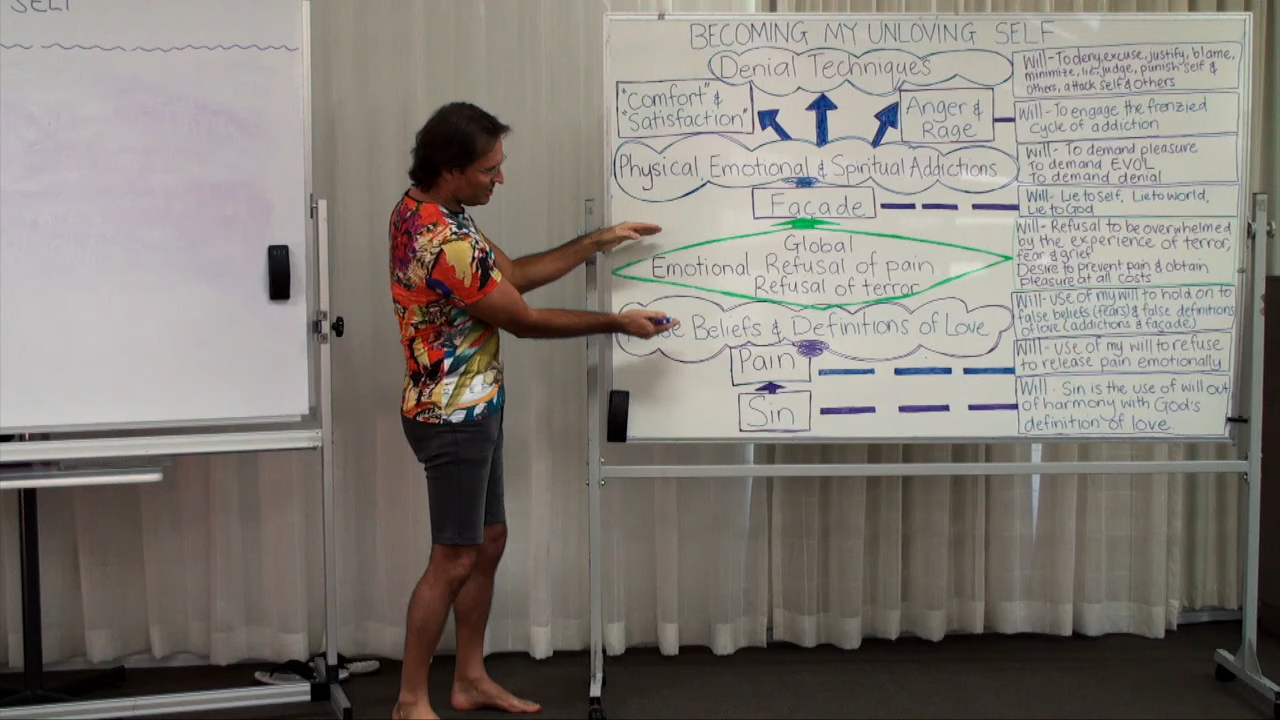 SELF
BECOMING MY UNLOVING SELF
Denial Techniques
"Comfort" &
"Satisfaction"
Anger &
Rage
Physical, Emotional & Spiritual Addictions
Facade
Global
Emotional Refusal of pain
Refusal of terror
Beliefs & Definitions of Love
Pain
Sin
Will - To deny, excuse, justify, blame,
minimize, lie, judge, punish self &
others, attack self & others
Will - To engage the frenzied
cycle of addiction
Will - To demand pleasure
To demand EVOL
To demand denial
Will - Lie to self, Lie to world,
Lie to God
Will - Refusal to be overwhelmed
by the experience of terror,
fear & grief
Desire to prevent pain & obtain
pleasure at all costs
Will - use of my will to hold on to
false beliefs (fears) & false definitions
of love (addictions & facade)
Will - use of my will to refuse
to release pain emotionally
Will - Sin is the use of will out
of harmony with God's
definition of love